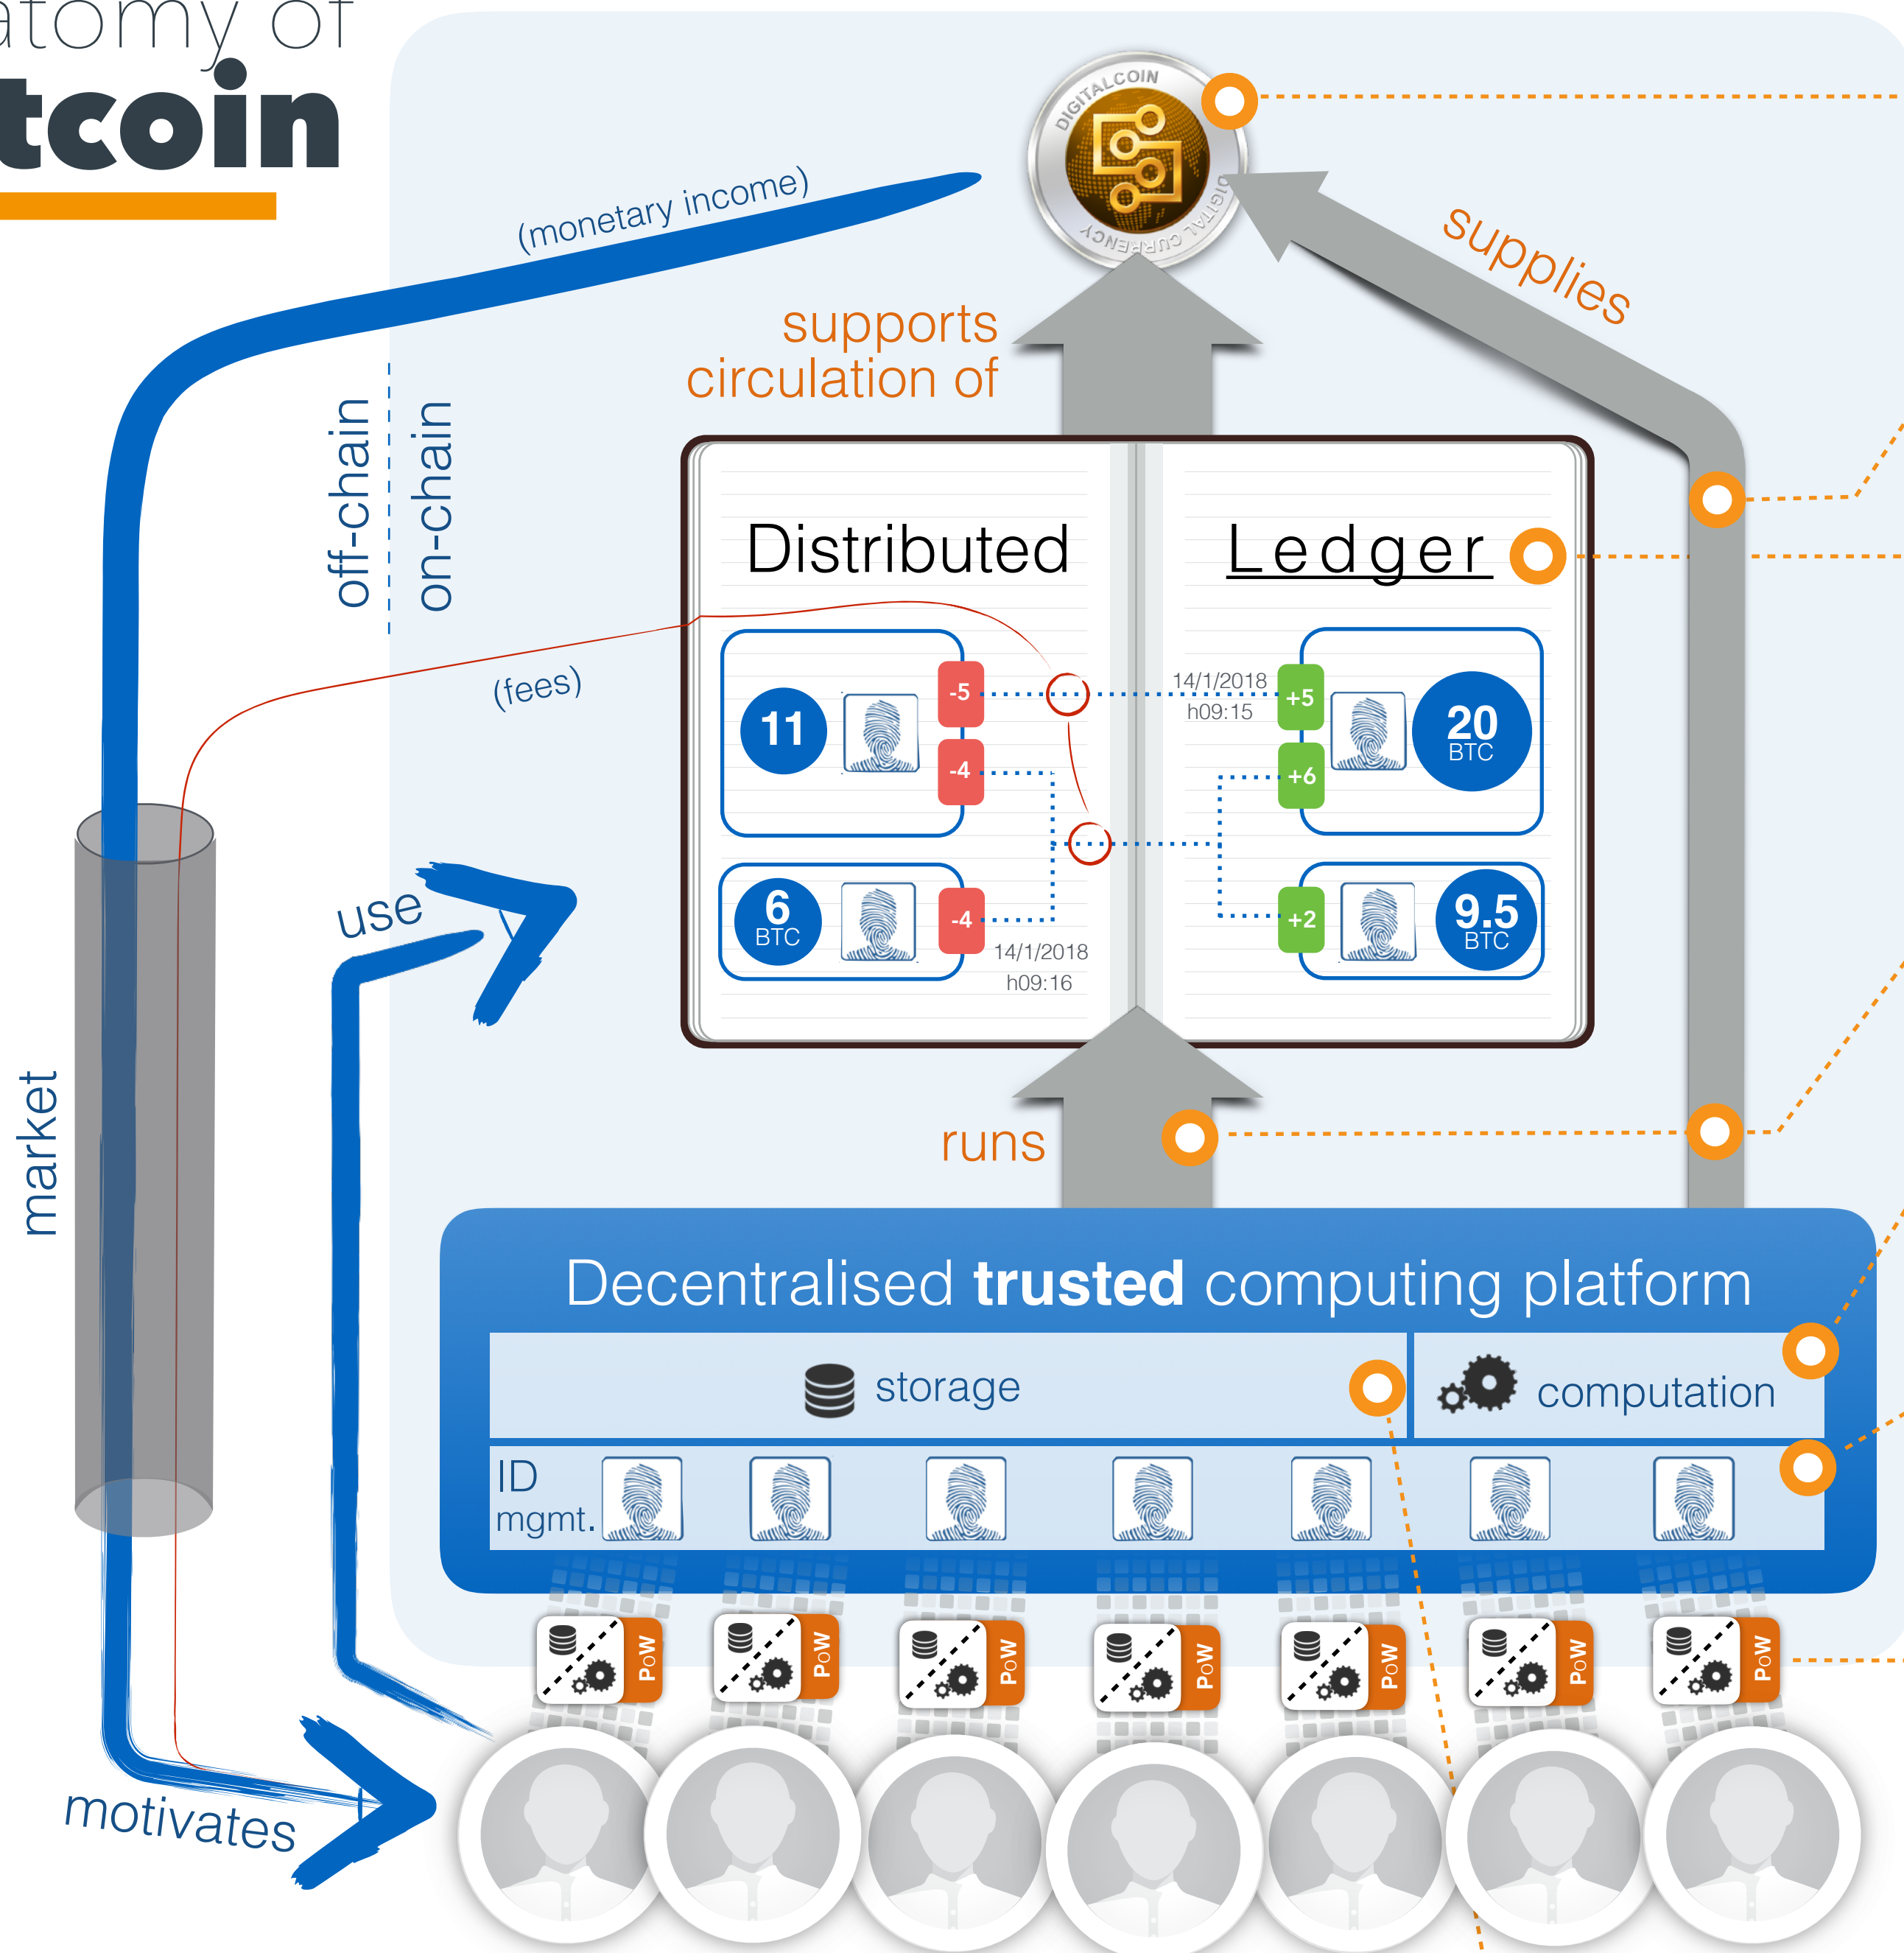 atomy of
tcoin
DIGITALCOIN
DIGITAL CURRENCY
(monetary income)
supplies
supports
circulation of
off-chain
on-chain
Distributed
Ledger
(fees)
11
-5
-4
14/1/2018
h09:15
+5
+6
20
BTC
use
6
BTC
-4
14/1/2018
h09:16
+2
9.5
BTC
market
runs
Decentralised trusted computing platform
storage
computation
ID
mgmt.
PoW
PoW
PoW
PoW
PoW
PoW
PoW
motivates